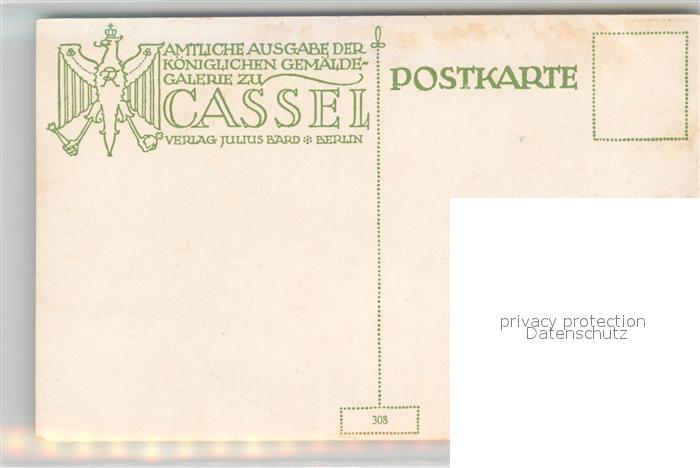 AMTLICHE AUSGABE DER
KÖNIGLICHEN GEMÄLDE-
GALERIE ZU
CASSEL
VERLAG JULIUS BARD ❇ BERLIN
POSTKARTE
privacy protection
Datenschutz
308